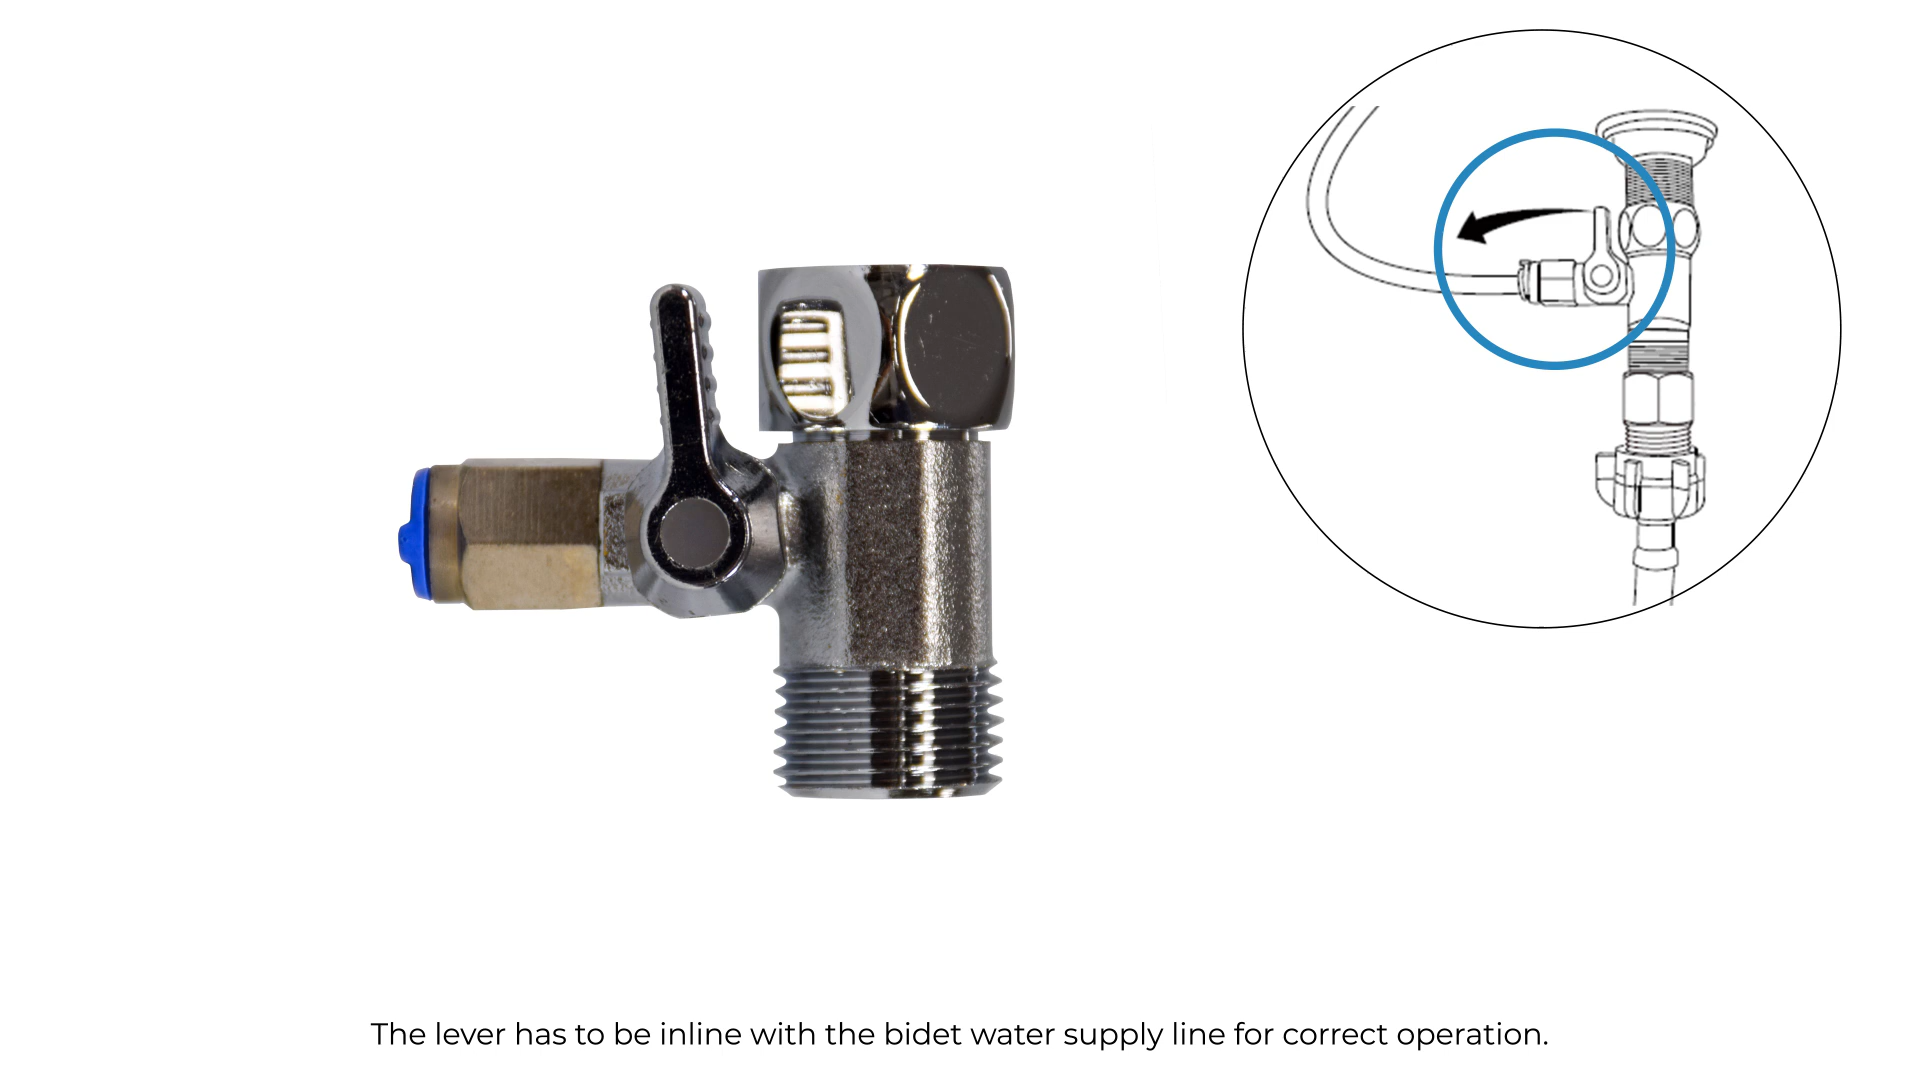 The lever has to be inline with the bidet water supply line for correct operation.